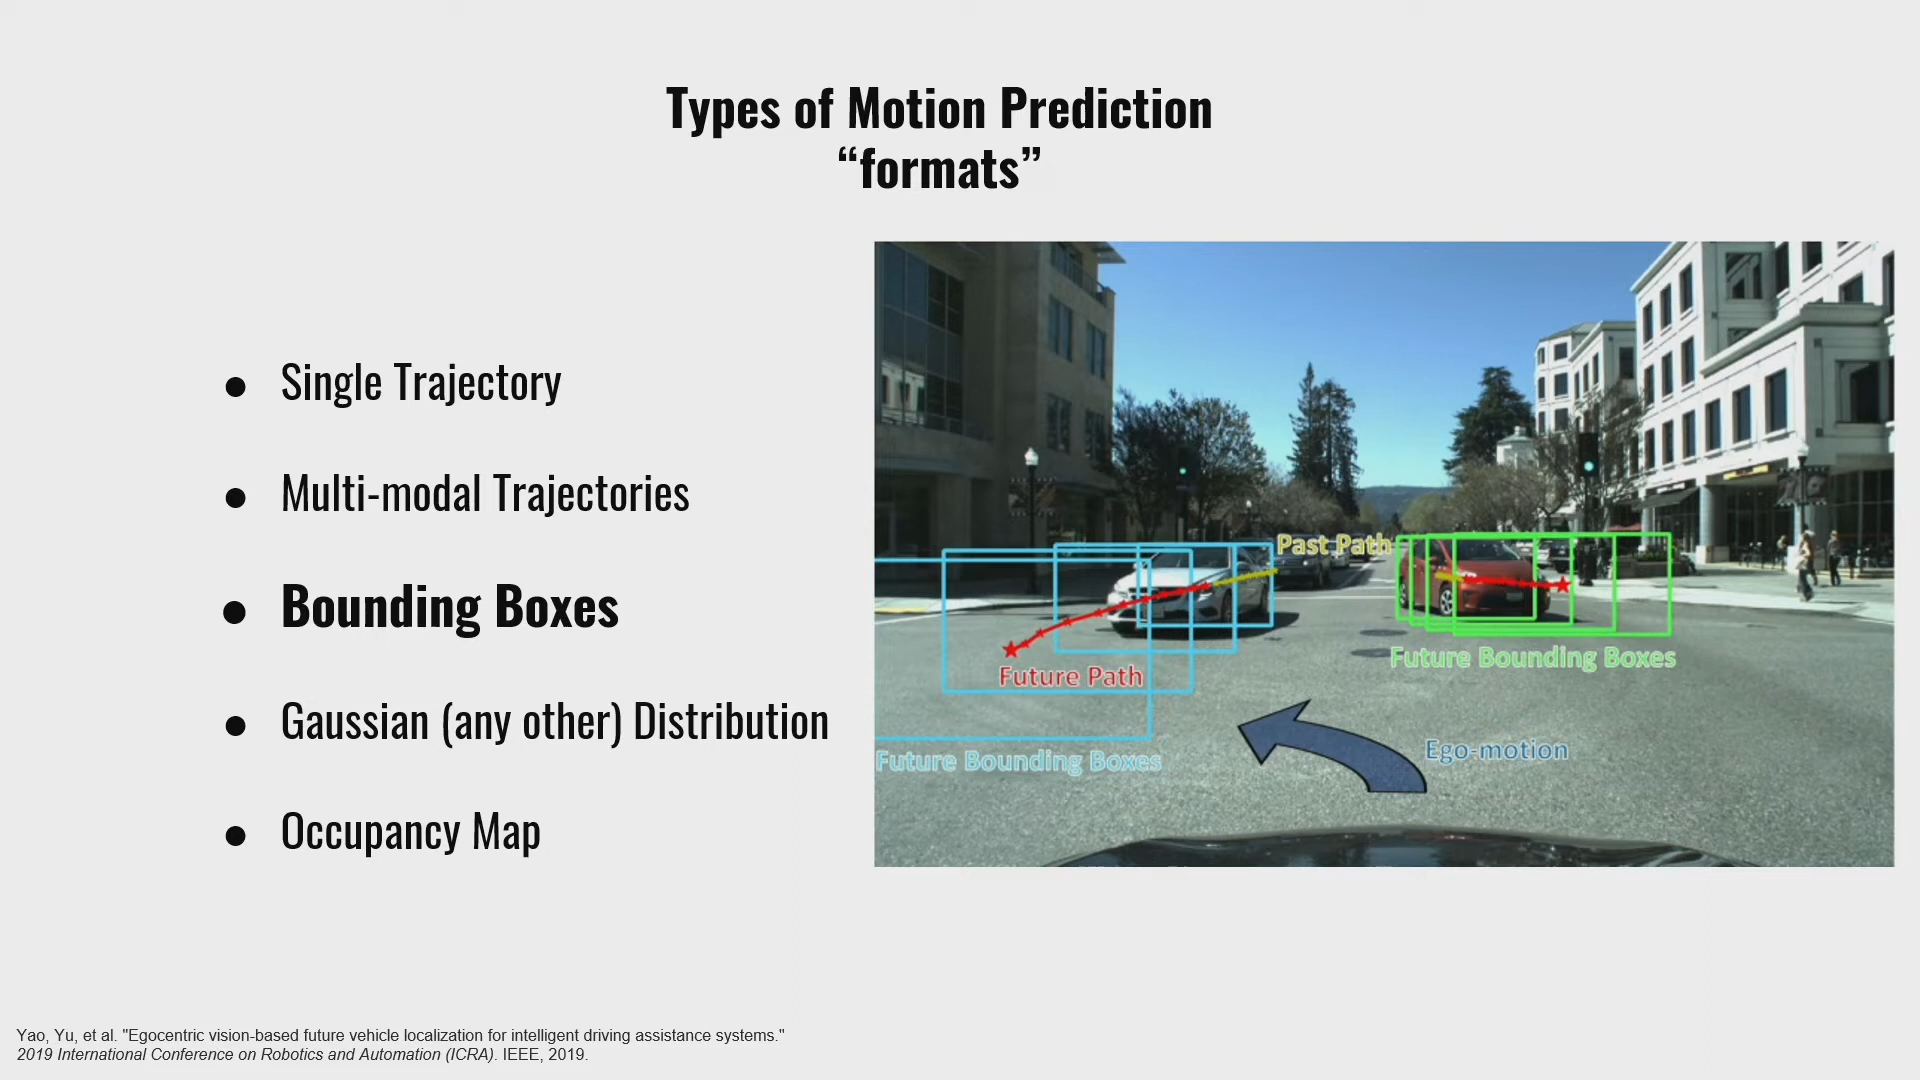 Types of Motion Prediction
“formats”
● Single Trajectory
● Multi-modal Trajectories
● Bounding Boxes
● Gaussian (any other) Distribution
● Occupancy Map
Past Path
Future Path
Future Bounding Boxes
Future Bounding Boxes
Ego-motion
Yao, Yu, et al. "Egocentric vision-based future vehicle localization for intelligent driving assistance systems."
2019 International Conference on Robotics and Automation (ICRA). IEEE, 2019.